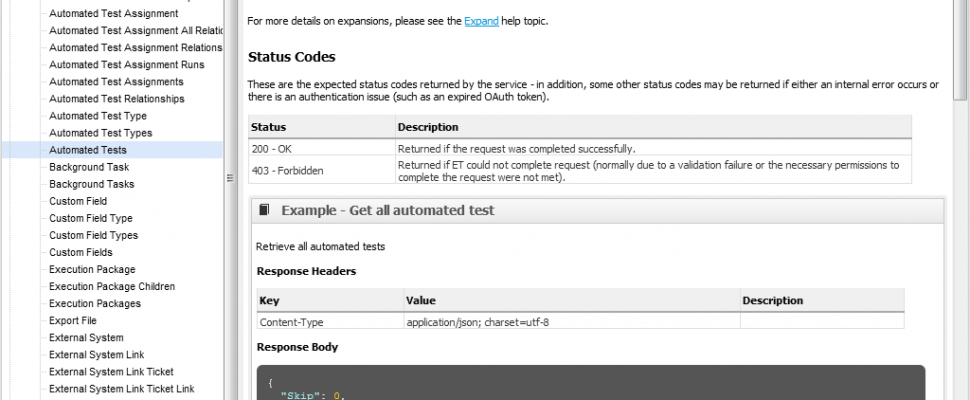 Automated Test Assignment
Automated Test Assignment All Relatic
Automated Test Assignment Relations
Automated Test Assignment Runs
Automated Test Assignments
Automated Test Relationships
Automated Test Type
Automated Test Types
Automated Tests
Background Task
Background Tasks
Custom Field
Custom Field Type
Custom Field Types
Custom Fields
Execution Package
Execution Package Children
Execution Packages
Export File
External System
External System Link
External System Link Ticket
External System Link Ticket Link
For more details on expansions, please see the Expand help topic.
Status Codes
These are the expected status codes returned by the service - in addition, some other status codes may be returned if either an internal error occurs or
there is an authentication issue (such as an expired OAuth token).
Status Description
200 - OK Returned if the request was completed successfully.
403 - Forbidden Returned if ET could not complete request (normally due to a validation failure or the necessary permissions to
complete the request were not met).
Example - Get all automated test
Retrieve all automated tests
Response Headers
Key Value Description
Content-Type application/json; charset=utf-8
Response Body
{
"Skip": 0,